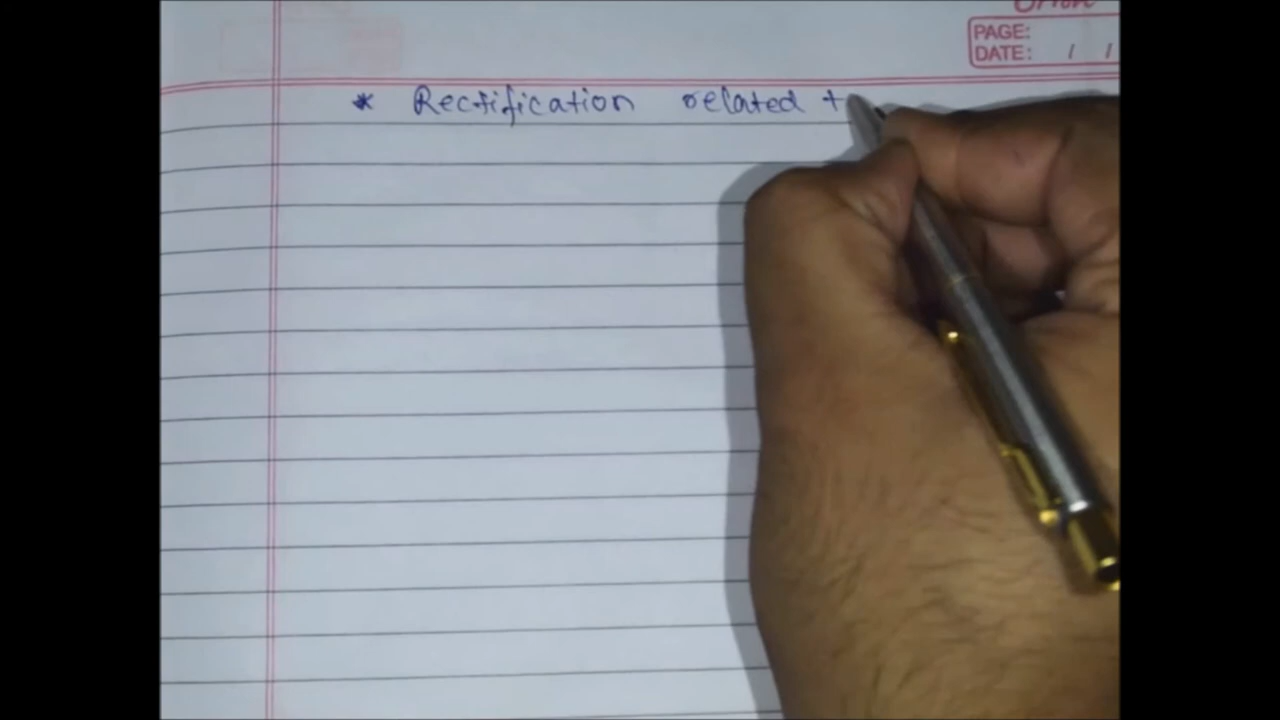 PAGE:
DATE: / /
* Rectification related t